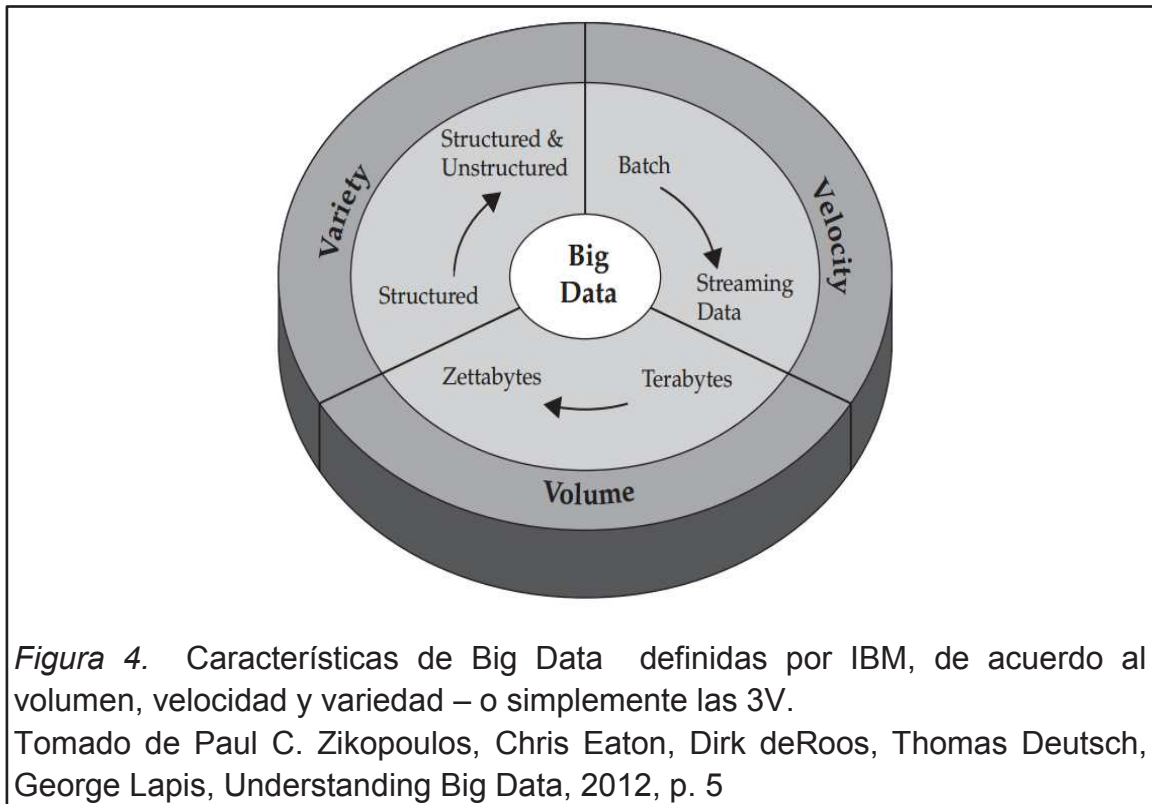 Structured &
Unstructured
Structured
Variety
Batch
Streaming
Data
Velocity
Big
Data
Zettabytes
Terabytes
Volume
Figura 4. Características de Big Data definidas por IBM, de acuerdo al
volumen, velocidad y variedad – o simplemente las 3V.
Tomado de Paul C. Zikopoulos, Chris Eaton, Dirk deRoos, Thomas Deutsch,
George Lapis, Understanding Big Data, 2012, p. 5